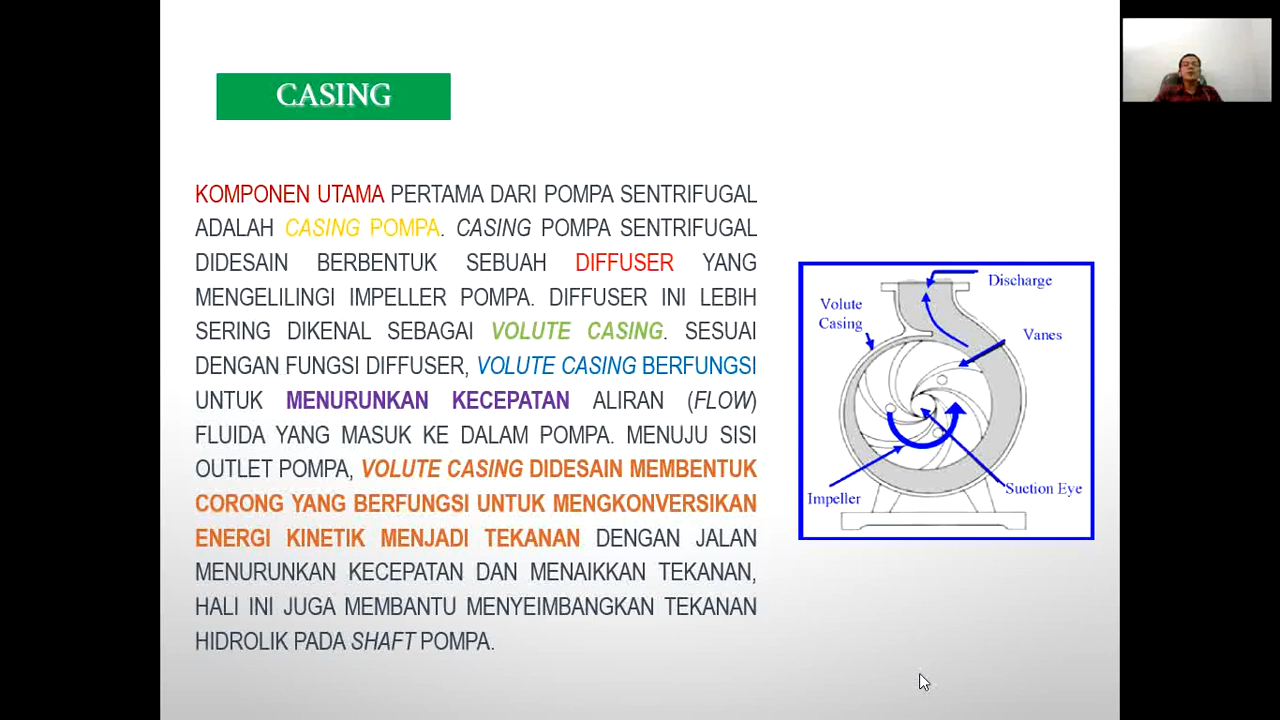 CASING
KOMPONEN UTAMA PERTAMA DARI POMPA SENTRIFUGAL
ADALAH CASING POMPA. CASING POMPA SENTRIFUGAL
DIDESAIN BERBENTUK SEBUAH DIFFUSER YANG
MENGELILINGI IMPELLER POMPA. DIFFUSER INI LEBIH
SERING DIKENAL SEBAGAI VOLUTE CASING. SESUAI
DENGAN FUNGSI DIFFUSER, VOLUTE CASING BERFUNGSI
UNTUK MENURUNKAN KECEPATAN ALIRAN (FLOW)
FLUIDA YANG MASUK KE DALAM POMPA. MENUJU SISI
OUTLET POMPA, VOLUTE CASING DIDESAIN MEMBENTUK
CORONG YANG BERFUNGSI UNTUK MENGKONVERSIKAN
ENERGI KINETIK MENJADI TEKANAN DENGAN JALAN
MENURUNKAN KECEPATAN DAN MENAIKKAN TEKANAN,
HALI INI JUGA MEMBANTU MENYEIMBANGKAN TEKANAN
HIDROLIK PADA SHAFT POMPA.
Discharge
Volute
Casing
Vanes
Impeller
Suction Eye